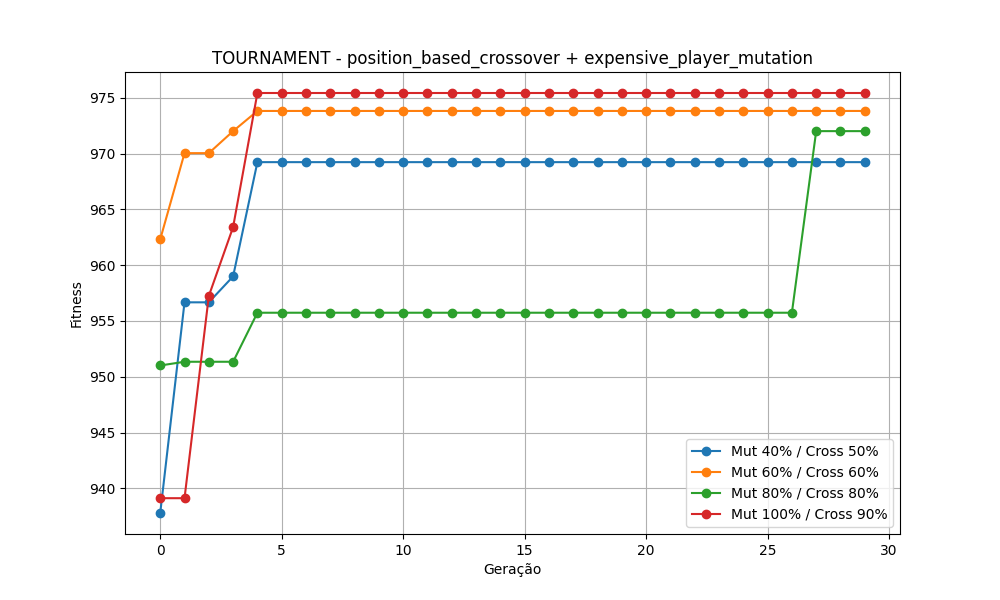 TOURNAMENT - position_based_crossover + expensive_player_mutation
Fitness
975
970
965
960
955
950
945
940
0
5
10
15
20
25
30
Geração
Mut 40% / Cross 50%
Mut 60% / Cross 60%
Mut 80% / Cross 80%
Mut 100% / Cross 90%